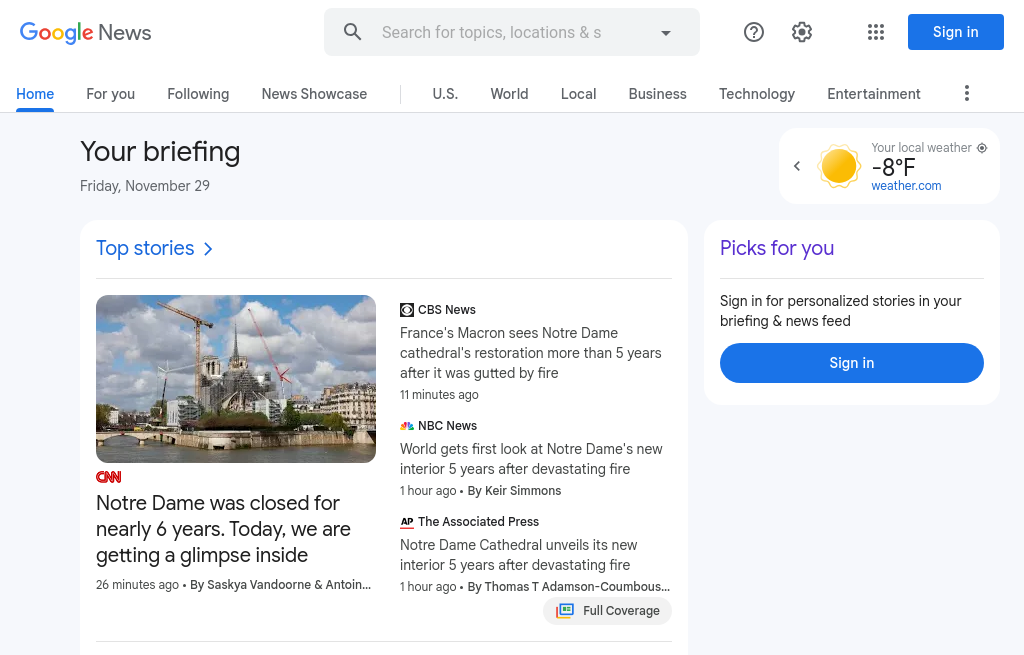 Google News
Search for topics, locations & s
Sign in
Home
For you
Following
News Showcase
U.S.
World
Local
Business
Technology
Entertainment
Your briefing
Friday, November 29
Your local weather
-8°F
weather.com
Top stories
Picks for you
CNN
Notre Dame was closed for
nearly 6 years. Today, we are
getting a glimpse inside
26 minutes ago • By Saskya Vandoorne & Antoin...
CBS News
France's Macron sees Notre Dame
cathedral's restoration more than 5 years
after it was gutted by fire
11 minutes ago
NBC News
World gets first look at Notre Dame's new
interior 5 years after devastating fire
1 hour ago • By Keir Simmons
AP The Associated Press
Notre Dame Cathedral unveils its new
interior 5 years after devastating fire
1 hour ago • By Thomas T Adamson-Coumbous...
Full Coverage
Sign in for personalized stories in your
briefing & news feed
Sign in